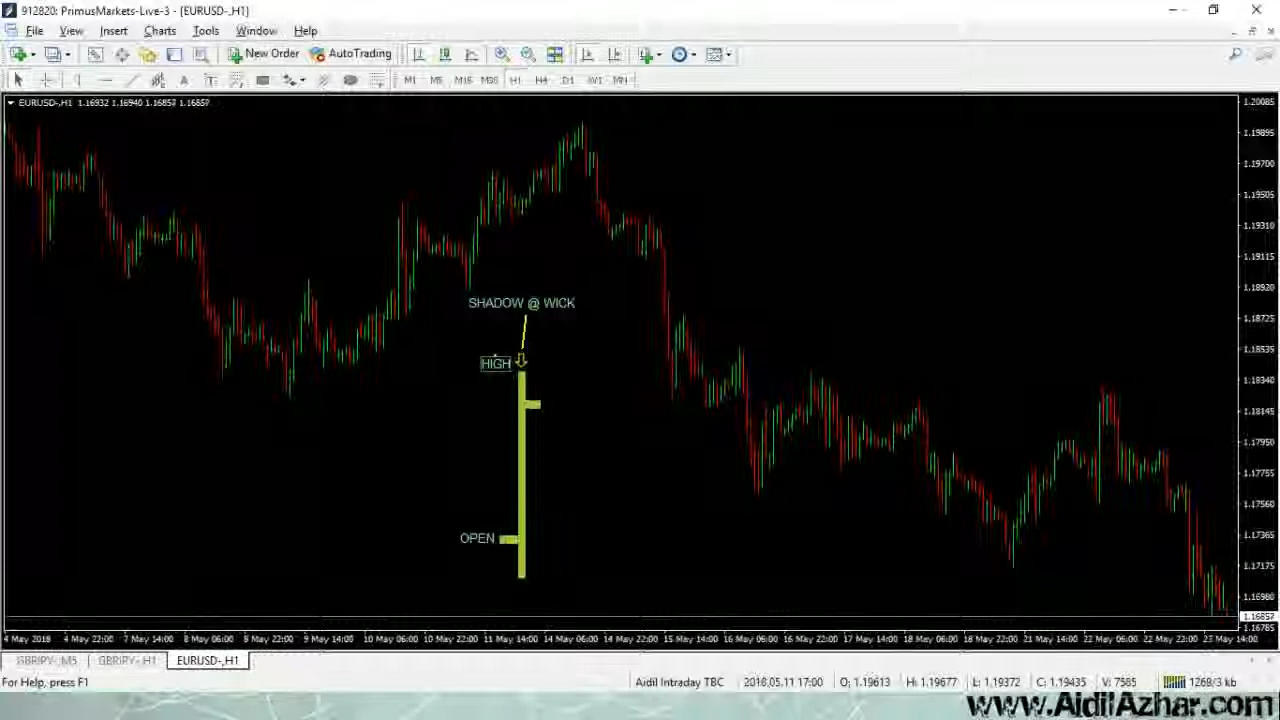 912820: PrimusMarkets-Live-3 - [EURUSD-,H1]
File View Insert Charts Tools Window Help
New Order AutoTrading
M1 M5 M15 M30 H1 H4 D1 W1 MN
EURUSD-,H1 1.16932 1.16940 1.16857 1.16857
1.20085
1.19895
1.19700
1.19505
1.19310
1.19115
1.18920
1.18725
1.18535
1.18340
1.18145
1.17950
1.17755
1.17560
1.17365
1.17175
1.16980
1.16857
1.16785
SHADOW @ WICK
HIGH
OPEN
4 May 2018 4 May 22:00 7 May 14:00 8 May 06:00 8 May 22:00 9 May 14:00 10 May 06:00 10 May 22:00 11 May 14:00 14 May 06:00 14 May 22:00 15 May 14:00 16 May 06:00 16 May 22:00 17 May 14:00 18 May 06:00 18 May 22:00 21 May 14:00 22 May 06:00 22 May 22:00 23 May 14:00
GBRJPY-,M5 GBRJPY-,H1 EURUSD-,H1
For Help, press F1 Aidil Intraday TBC 2018.05.11 17:00 O: 1.19613 H: 1.19677 L: 1.19372 C: 1.19435 V: 7585 1268/3 kb
www.AidilAzhar.com